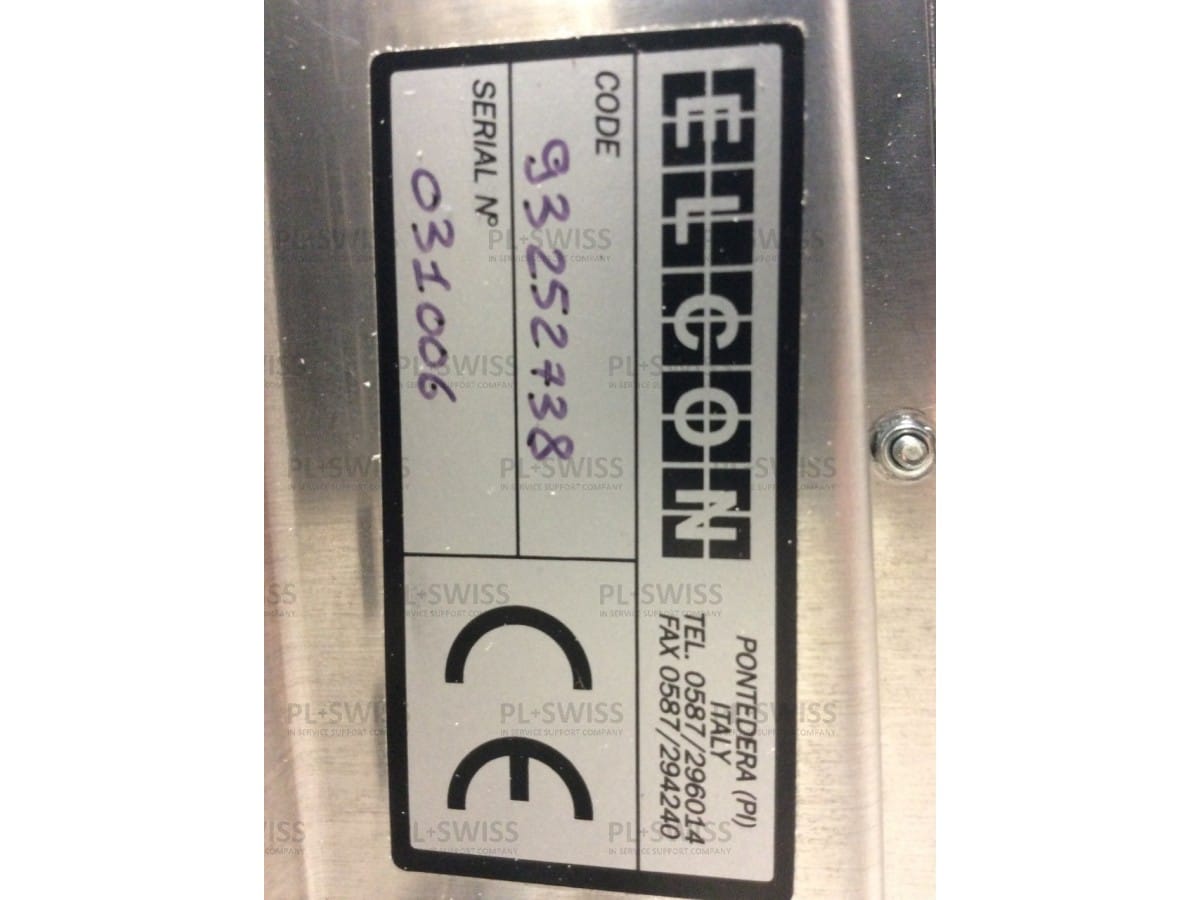 ELCON
PONTEDERA (PI)
ITALY
TEL. 0587/296014
FAX 0587/294240
CODE
93252738
SERIAL N°
031006
CE
PL+SWISS
IN SERVICE SUPPORT COMPANY